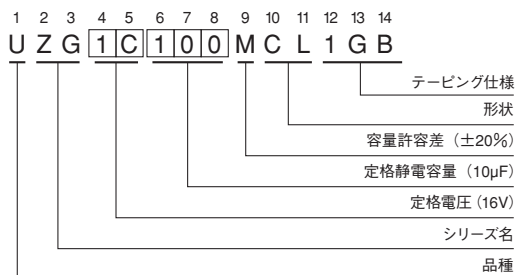 1 2 3 4 5 6 7 8 9 10 11 12 13 14
U Z G 1 C 1 0 0 M C L 1 G B
テーピング仕様
形状
容量許容差（±20%）
定格静電容量（10µF）
定格電圧（16V）
シリーズ名
品種